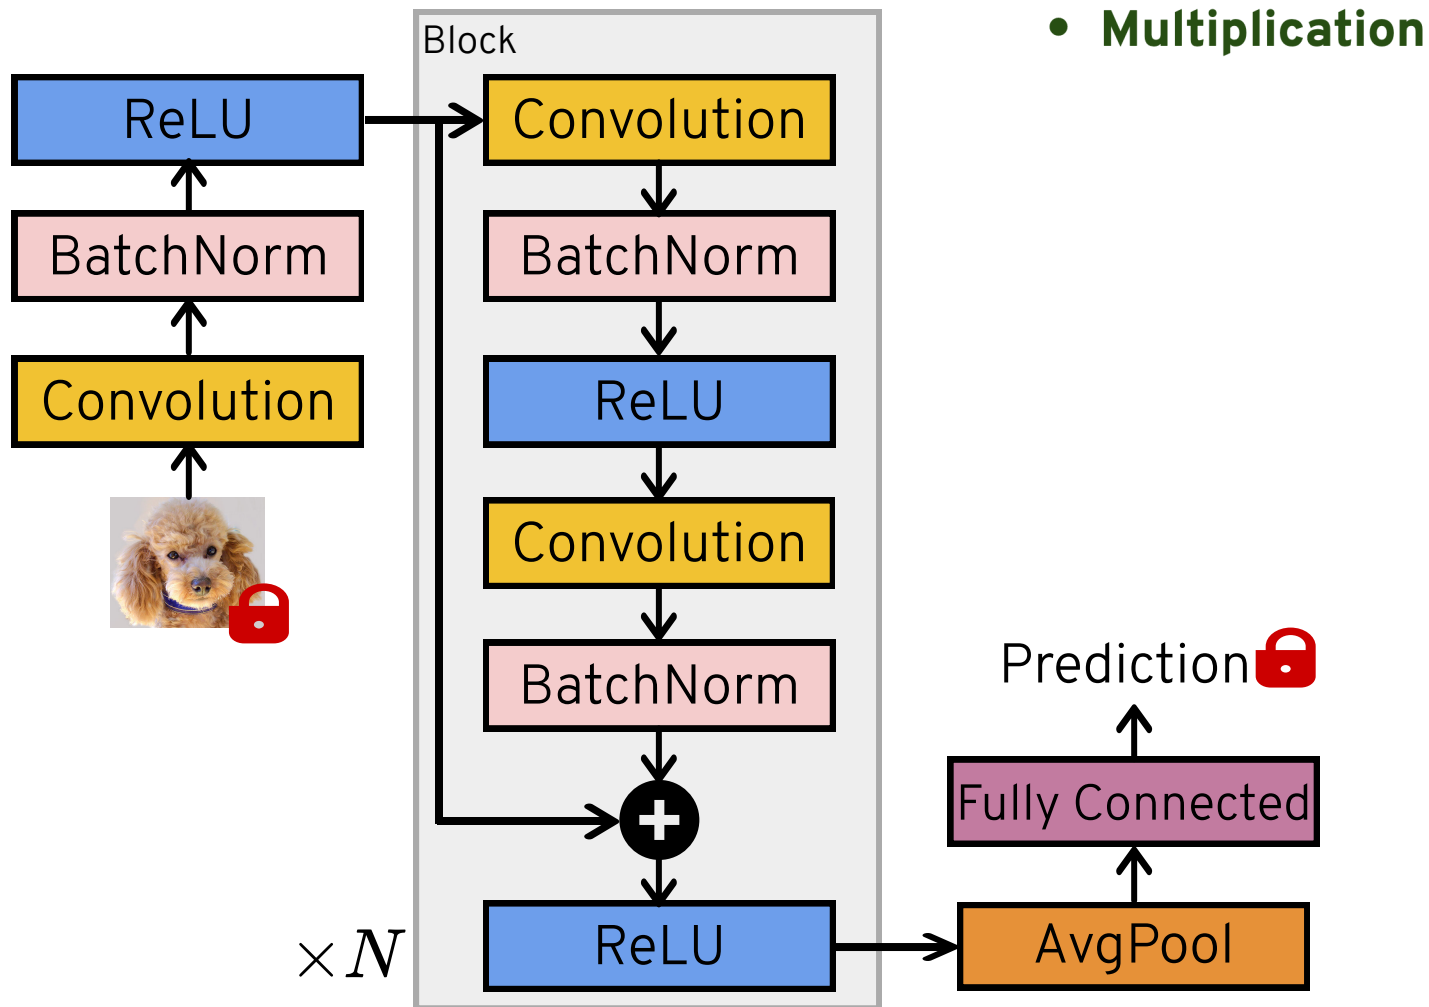 Block
• Multiplication
ReLU
BatchNorm
Convolution
Convolution
BatchNorm
ReLU
Convolution
BatchNorm
+
ReLU
×N
Prediction
Fully Connected
AvgPool